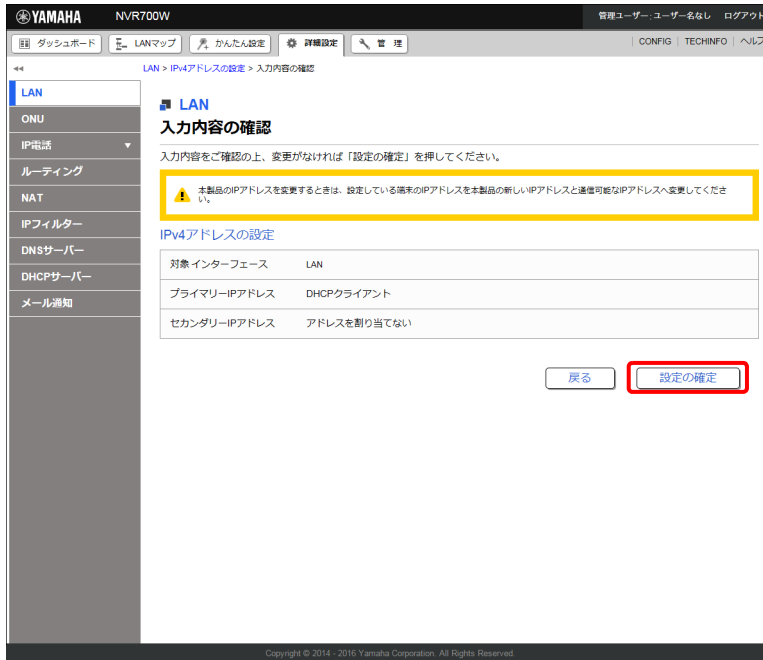 YAMAHA NVR700W 管理ユーザー: ユーザー名なし ログアウト
ダッシュボード LANマップ かんたん設定 詳細設定 管 理 CONFIG | TECHINFO | ヘルプ
LAN > IPv4アドレスの設定 > 入力内容の確認
LAN
ONU
IP電話
ルーティング
NAT
IPフィルター
DNSサーバー
DHCPサーバー
メール通知
LAN
入力内容の確認
入力内容をご確認の上、変更がなければ「設定の確定」を押してください。
本製品のIPアドレスを変更するときは、設定している端末のIPアドレスを本製品の新しいIPアドレスと通信可能なIPアドレスへ変更してくださ
い。
IPv4アドレスの設定
対象インターフェース LAN
プライマリーIPアドレス DHCPクライアント
セカンダリーIPアドレス アドレスを割り当てない
戻る 設定の確定
Copyright © 2014 - 2016 Yamaha Corporation. All Rights Reserved.